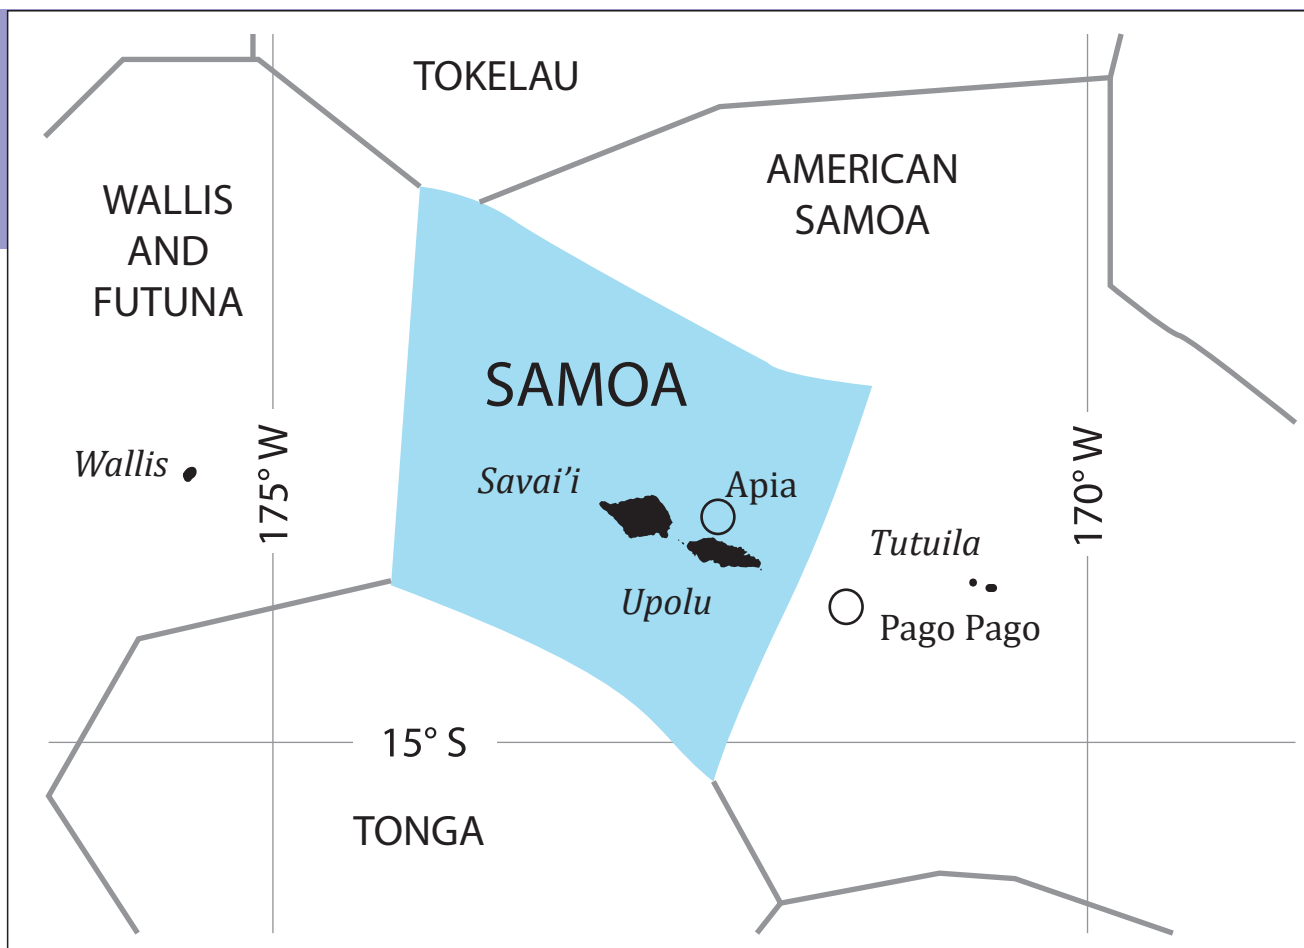 TOKELAU
AMERICAN
SAMOA
WALLIS
AND
FUTUNA
SAMOA
175° W
170° W
Wallis
Savai’i
Apia
Tutuila
Upolu
Pago Pago
15° S
TONGA